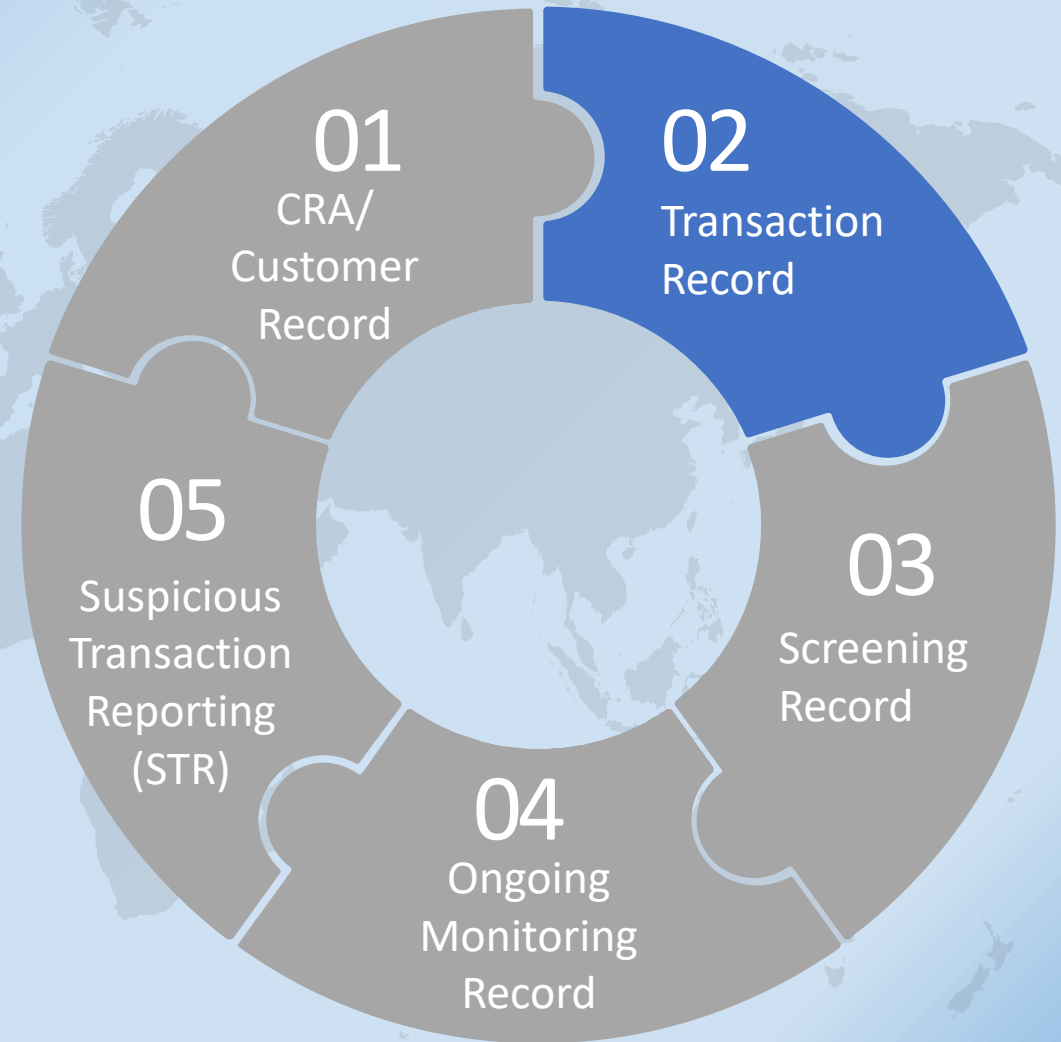 01
CRA/
Customer
Record
02
Transaction
Record
03
Screening
Record
04
Ongoing
Monitoring
Record
05
Suspicious
Transaction
Reporting
(STR)